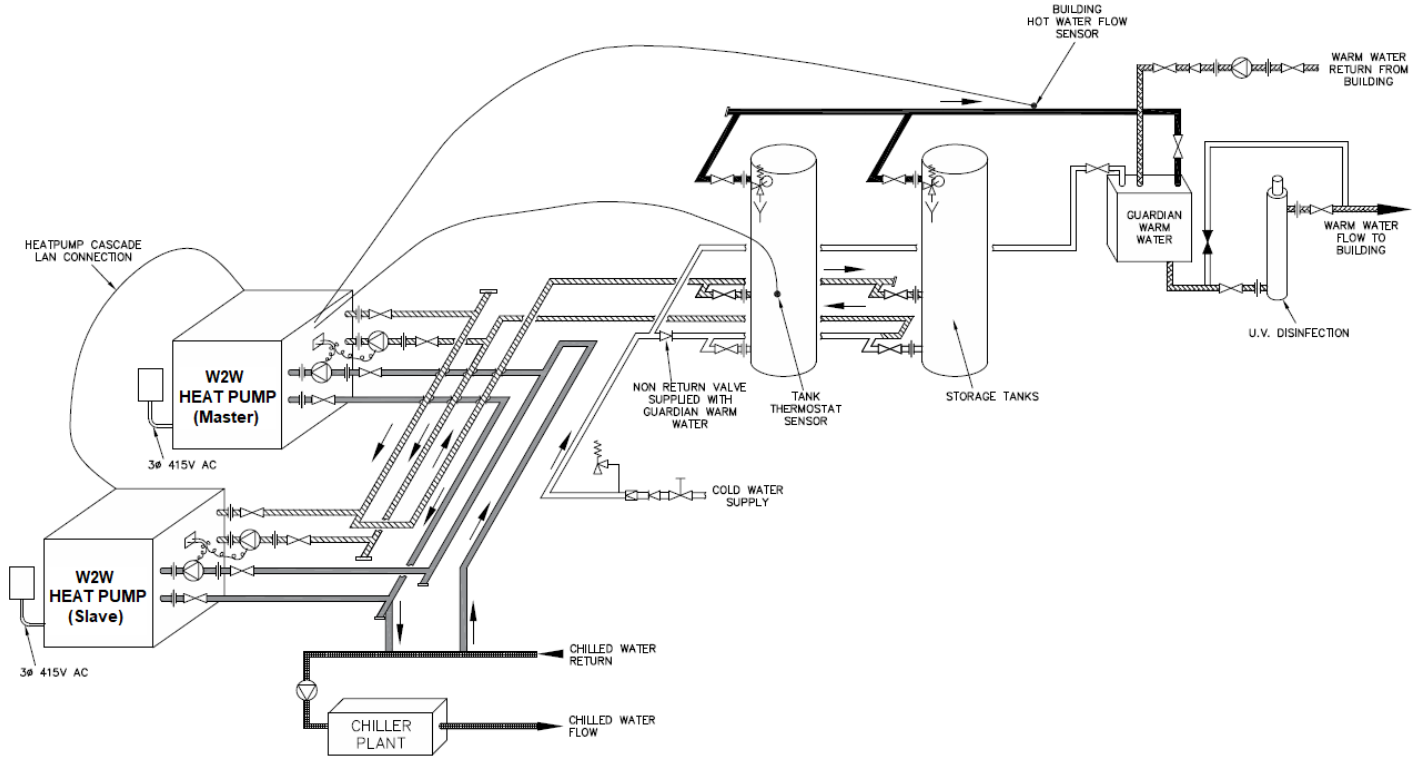 BUILDING
HOT WATER FLOW
SENSOR
WARM WATER
RETURN FROM
BUILDING
HEATPUMP CASCADE
LAN CONNECTION
GUARDIAN
WARM
WATER
WARM WATER
FLOW TO
BUILDING
U.V. DISINFECTION
W2W
HEAT PUMP
(Master)
NON RETURN VALVE
SUPPLIED WITH
GUARDIAN WARM
WATER
TANK
THERMOSTAT
SENSOR
STORAGE TANKS
3ø 415V AC
COLD WATER
SUPPLY
W2W
HEAT PUMP
(Slave)
3ø 415V AC
CHILLED WATER
RETURN
CHILLER
PLANT
CHILLED WATER
FLOW